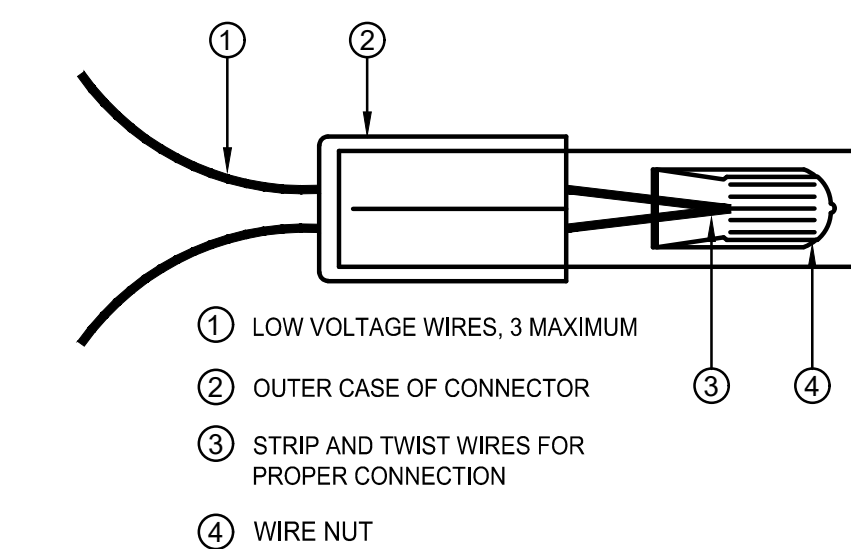 1 2
1 LOW VOLTAGE WIRES, 3 MAXIMUM
2 OUTER CASE OF CONNECTOR
3 4
3 STRIP AND TWIST WIRES FOR
PROPER CONNECTION
4 WIRE NUT